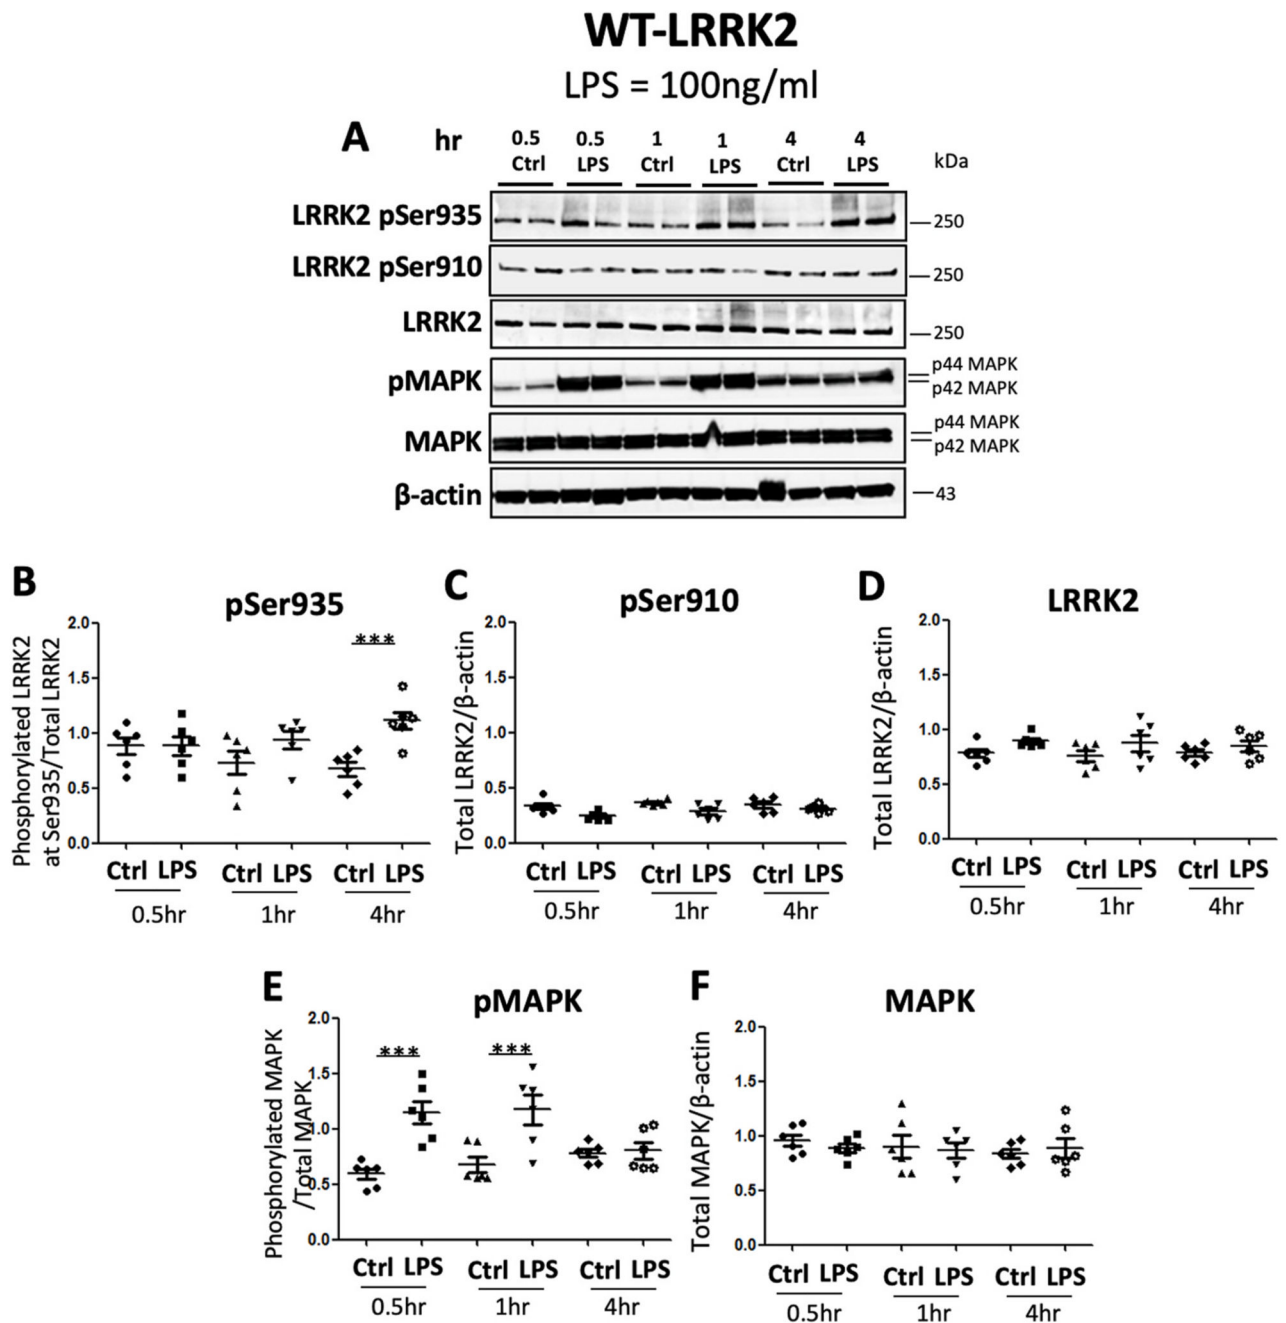 WT-LRRK2
LPS = 100ng/ml
A hr 0.5 0.5 1 1 4 4
Ctrl LPS Ctrl LPS Ctrl LPS kDa
LRRK2 pSer935 250
LRRK2 pSer910 250
LRRK2 250
p44 MAPK
pMAPK p42 MAPK
p44 MAPK
MAPK p42 MAPK
β-actin 43
B
pSer935
Phosphorylated LRRK2
at Ser935/Total LRRK2
2.0
1.5
1.0
0.5
0.0
***
Ctrl LPS Ctrl LPS Ctrl LPS
0.5hr 1hr 4hr
C
pSer910
Total LRRK2/β-actin
2.0
1.5
1.0
0.5
0.0
Ctrl LPS Ctrl LPS Ctrl LPS
0.5hr 1hr 4hr
D
LRRK2
Total LRRK2/β-actin
2.0
1.5
1.0
0.5
0.0
Ctrl LPS Ctrl LPS Ctrl LPS
0.5hr 1hr 4hr
E
pMAPK
Phosphorylated MAPK
/Total MAPK
2.0
1.5
1.0
0.5
0.0
*** ***
Ctrl LPS Ctrl LPS Ctrl LPS
0.5hr 1hr 4hr
F
MAPK
Total MAPK/β-actin
2.0
1.5
1.0
0.5
0.0
Ctrl LPS Ctrl LPS Ctrl LPS
0.5hr 1hr 4hr